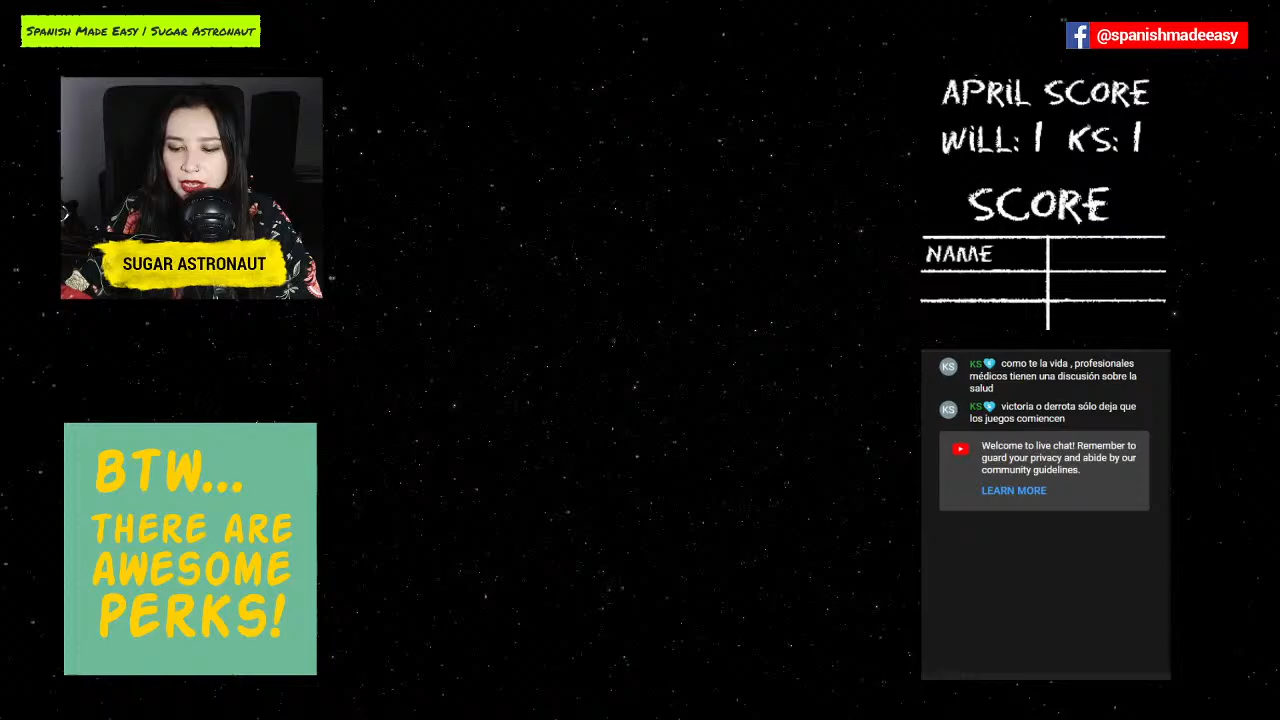 Spanish Made Easy | Sugar Astronaut
@spanishmadeeasy
SUGAR ASTRONAUT
BTW...
THERE ARE
AWESOME
PERKS!
APRIL SCORE
WILL: 1 KS: 1
SCORE
NAME
KS KS como te la vida , profesionales
médicos tienen una discusión sobre la
salud
KS KS victoria o derrota sólo deja que
los juegos comiencen
Welcome to live chat! Remember to
guard your privacy and abide by our
community guidelines.
LEARN MORE